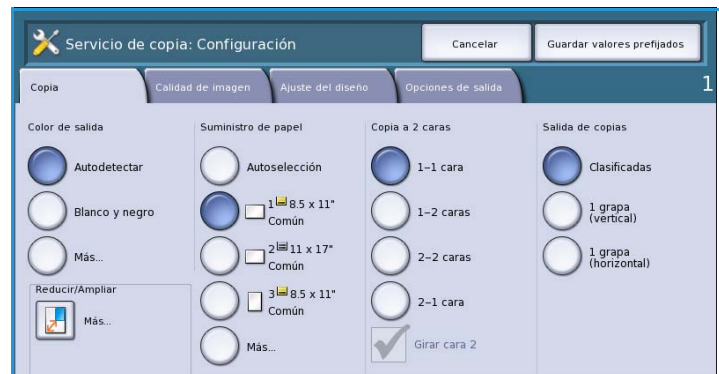 Servicio de copia: Configuración
Cancelar
Guardar valores prefijados
Copia
Calidad de imagen
Ajuste del diseño
Opciones de salida
1
Color de salida
Autodetectar
Blanco y negro
Más...
Reducir/Ampliar
Más...
Suministro de papel
Autoselección
1 8.5 x 11"
Común
2 11 x 17"
Común
3 8.5 x 11"
Común
Más...
Copia a 2 caras
1-1 cara
1-2 caras
2-2 caras
2-1 cara
Girar cara 2
Salida de copias
Clasificadas
1 grapa
(vertical)
1 grapa
(horizontal)